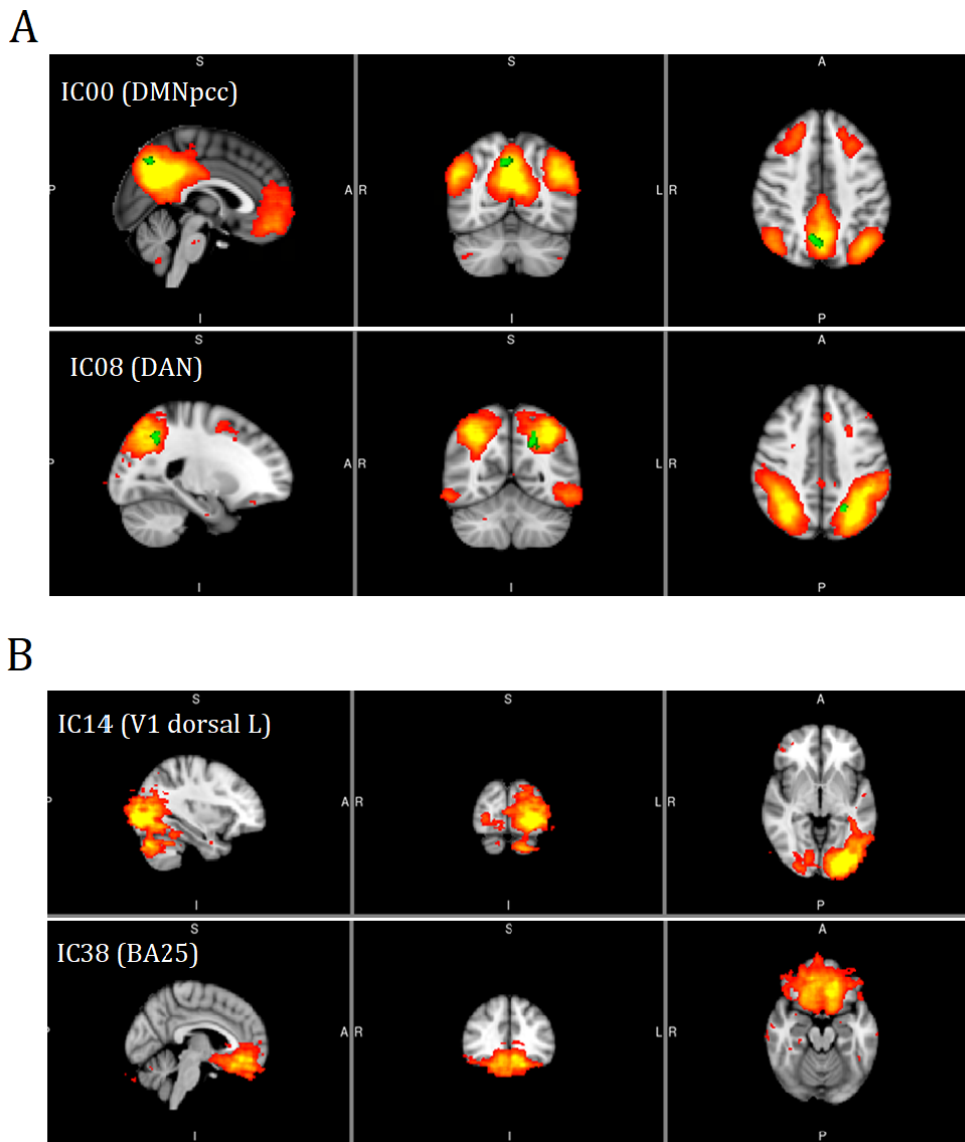 A
S S A
IC00 (DMNpcc)
P A R L R
I I P
S S A
IC08 (DAN)
P A R L R
I I P
B
S S A
IC14 (V1 dorsal L)
P A R L R
I I P
S S A
IC38 (BA25)
P A R L R
I I P